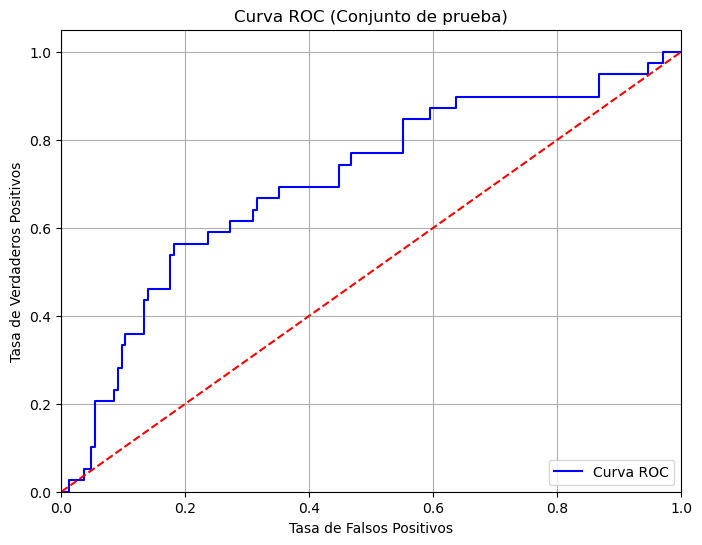 Curva ROC (Conjunto de prueba)
Tasa de Verdaderos Positivos
1.0
0.8
0.6
0.4
0.2
0.0
0.0 0.2 0.4 0.6 0.8 1.0
Curva ROC
Tasa de Falsos Positivos